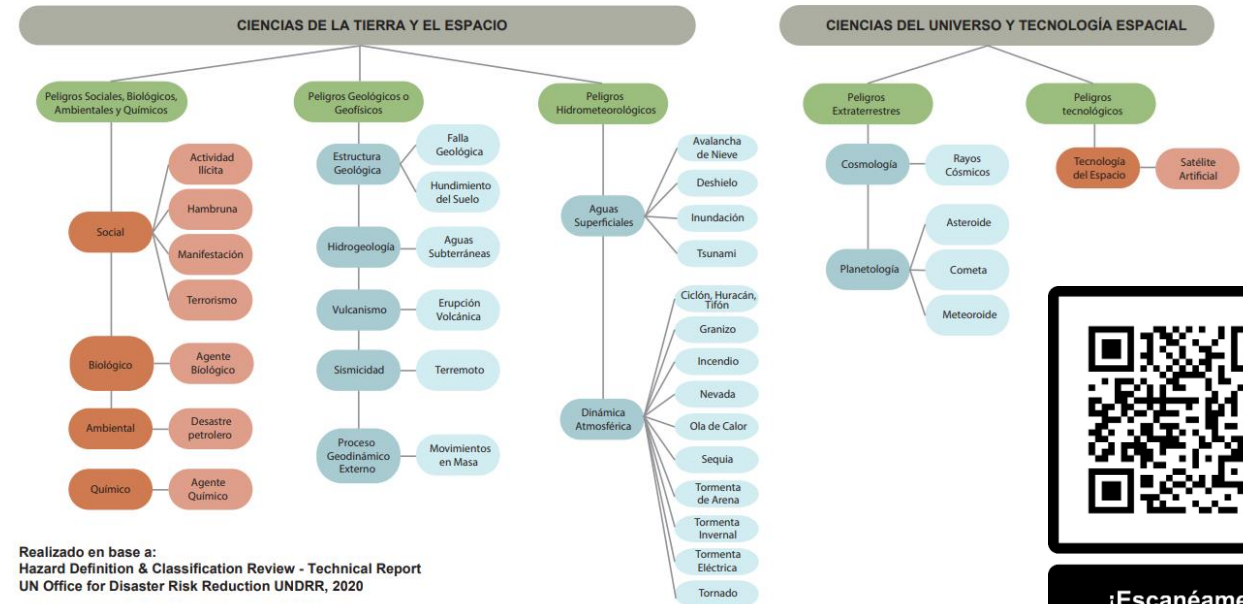 CIENCIAS DE LA TIERRA Y EL ESPACIO
Peligros Sociales, Biológicos,
Ambientales y Químicos
Social
Actividad
Ilícita
Hambruna
Manifestación
Terrorismo
Biológico
Agente
Biológico
Ambiental
Desastre
petrolero
Químico
Agente
Químico
Peligros Geológicos o
Geofísicos
Estructura
Geológica
Falla
Geológica
Hundimiento
del Suelo
Hidrogeología
Aguas
Subterráneas
Vulcanismo
Erupción
Volcánica
Sismicidad
Terremoto
Proceso
Geodinámico
Externo
Movimientos
en Masa
Peligros
Hidrometeorológicos
Aguas
Superficiales
Avalancha
de Nieve
Deshielo
Inundación
Tsunami
Dinámica
Atmosférica
Ciclón, Huracán,
Tifón
Granizo
Incendio
Nevada
Ola de Calor
Sequia
Tormenta
de Arena
Tormenta
Invernal
Tormenta
Eléctrica
Tornado
CIENCIAS DEL UNIVERSO Y TECNOLOGÍA ESPACIAL
Peligros
Extraterrestres
Cosmología
Rayos
Cósmicos
Planetología
Asteroide
Cometa
Meteoroide
Peligros
tecnológicos
Tecnología
del Espacio
Satélite
Artificial
Realizado en base a:
Hazard Definition & Classification Review - Technical Report
UN Office for Disaster Risk Reduction UNDRR, 2020
¡Escanéame